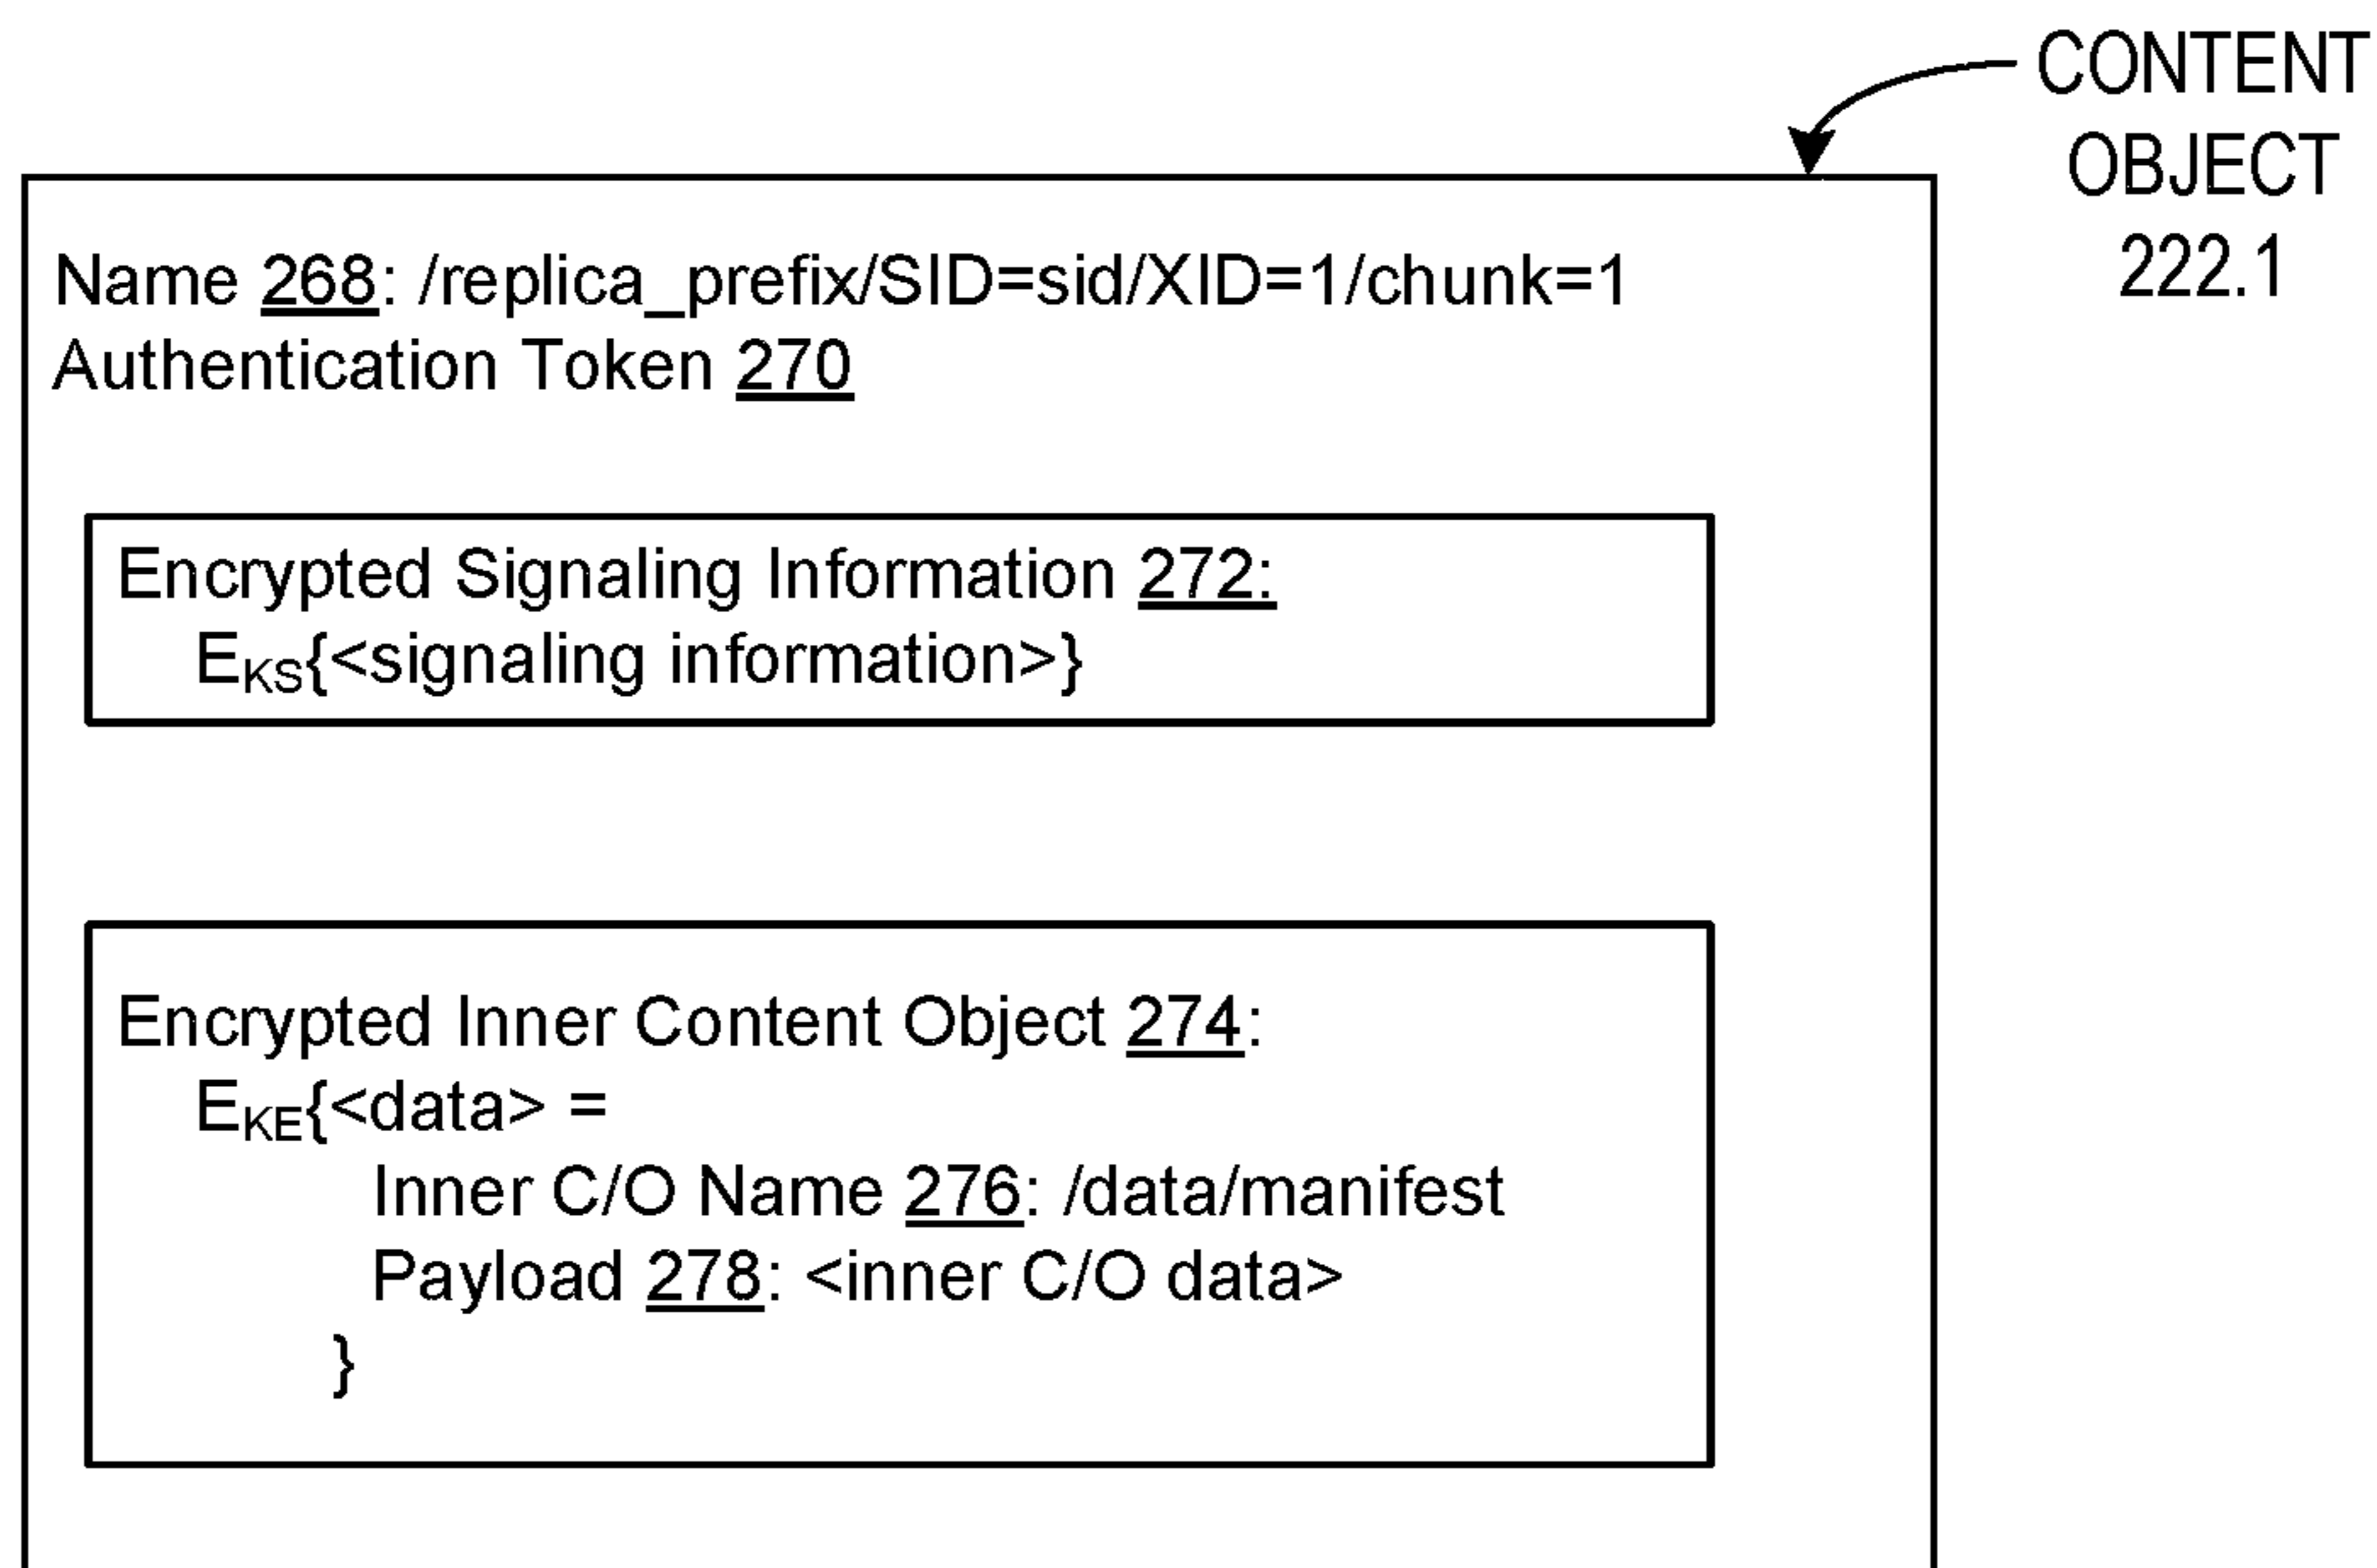 CONTENT
OBJECT
222.1
Name 268: /replica_prefix/SID=sid/XID=1/chunk=1
Authentication Token 270
Encrypted Signaling Information 272:
EKS{<signaling information>}
Encrypted Inner Content Object 274:
EKE{<data> =
Inner C/O Name 276: /data/manifest
Payload 278: <inner C/O data>
}